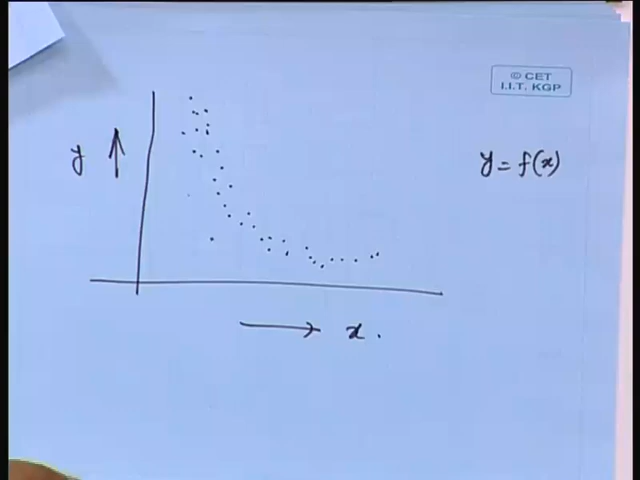 © CET
I.I.T. KGP
y
y = f(x)
x.